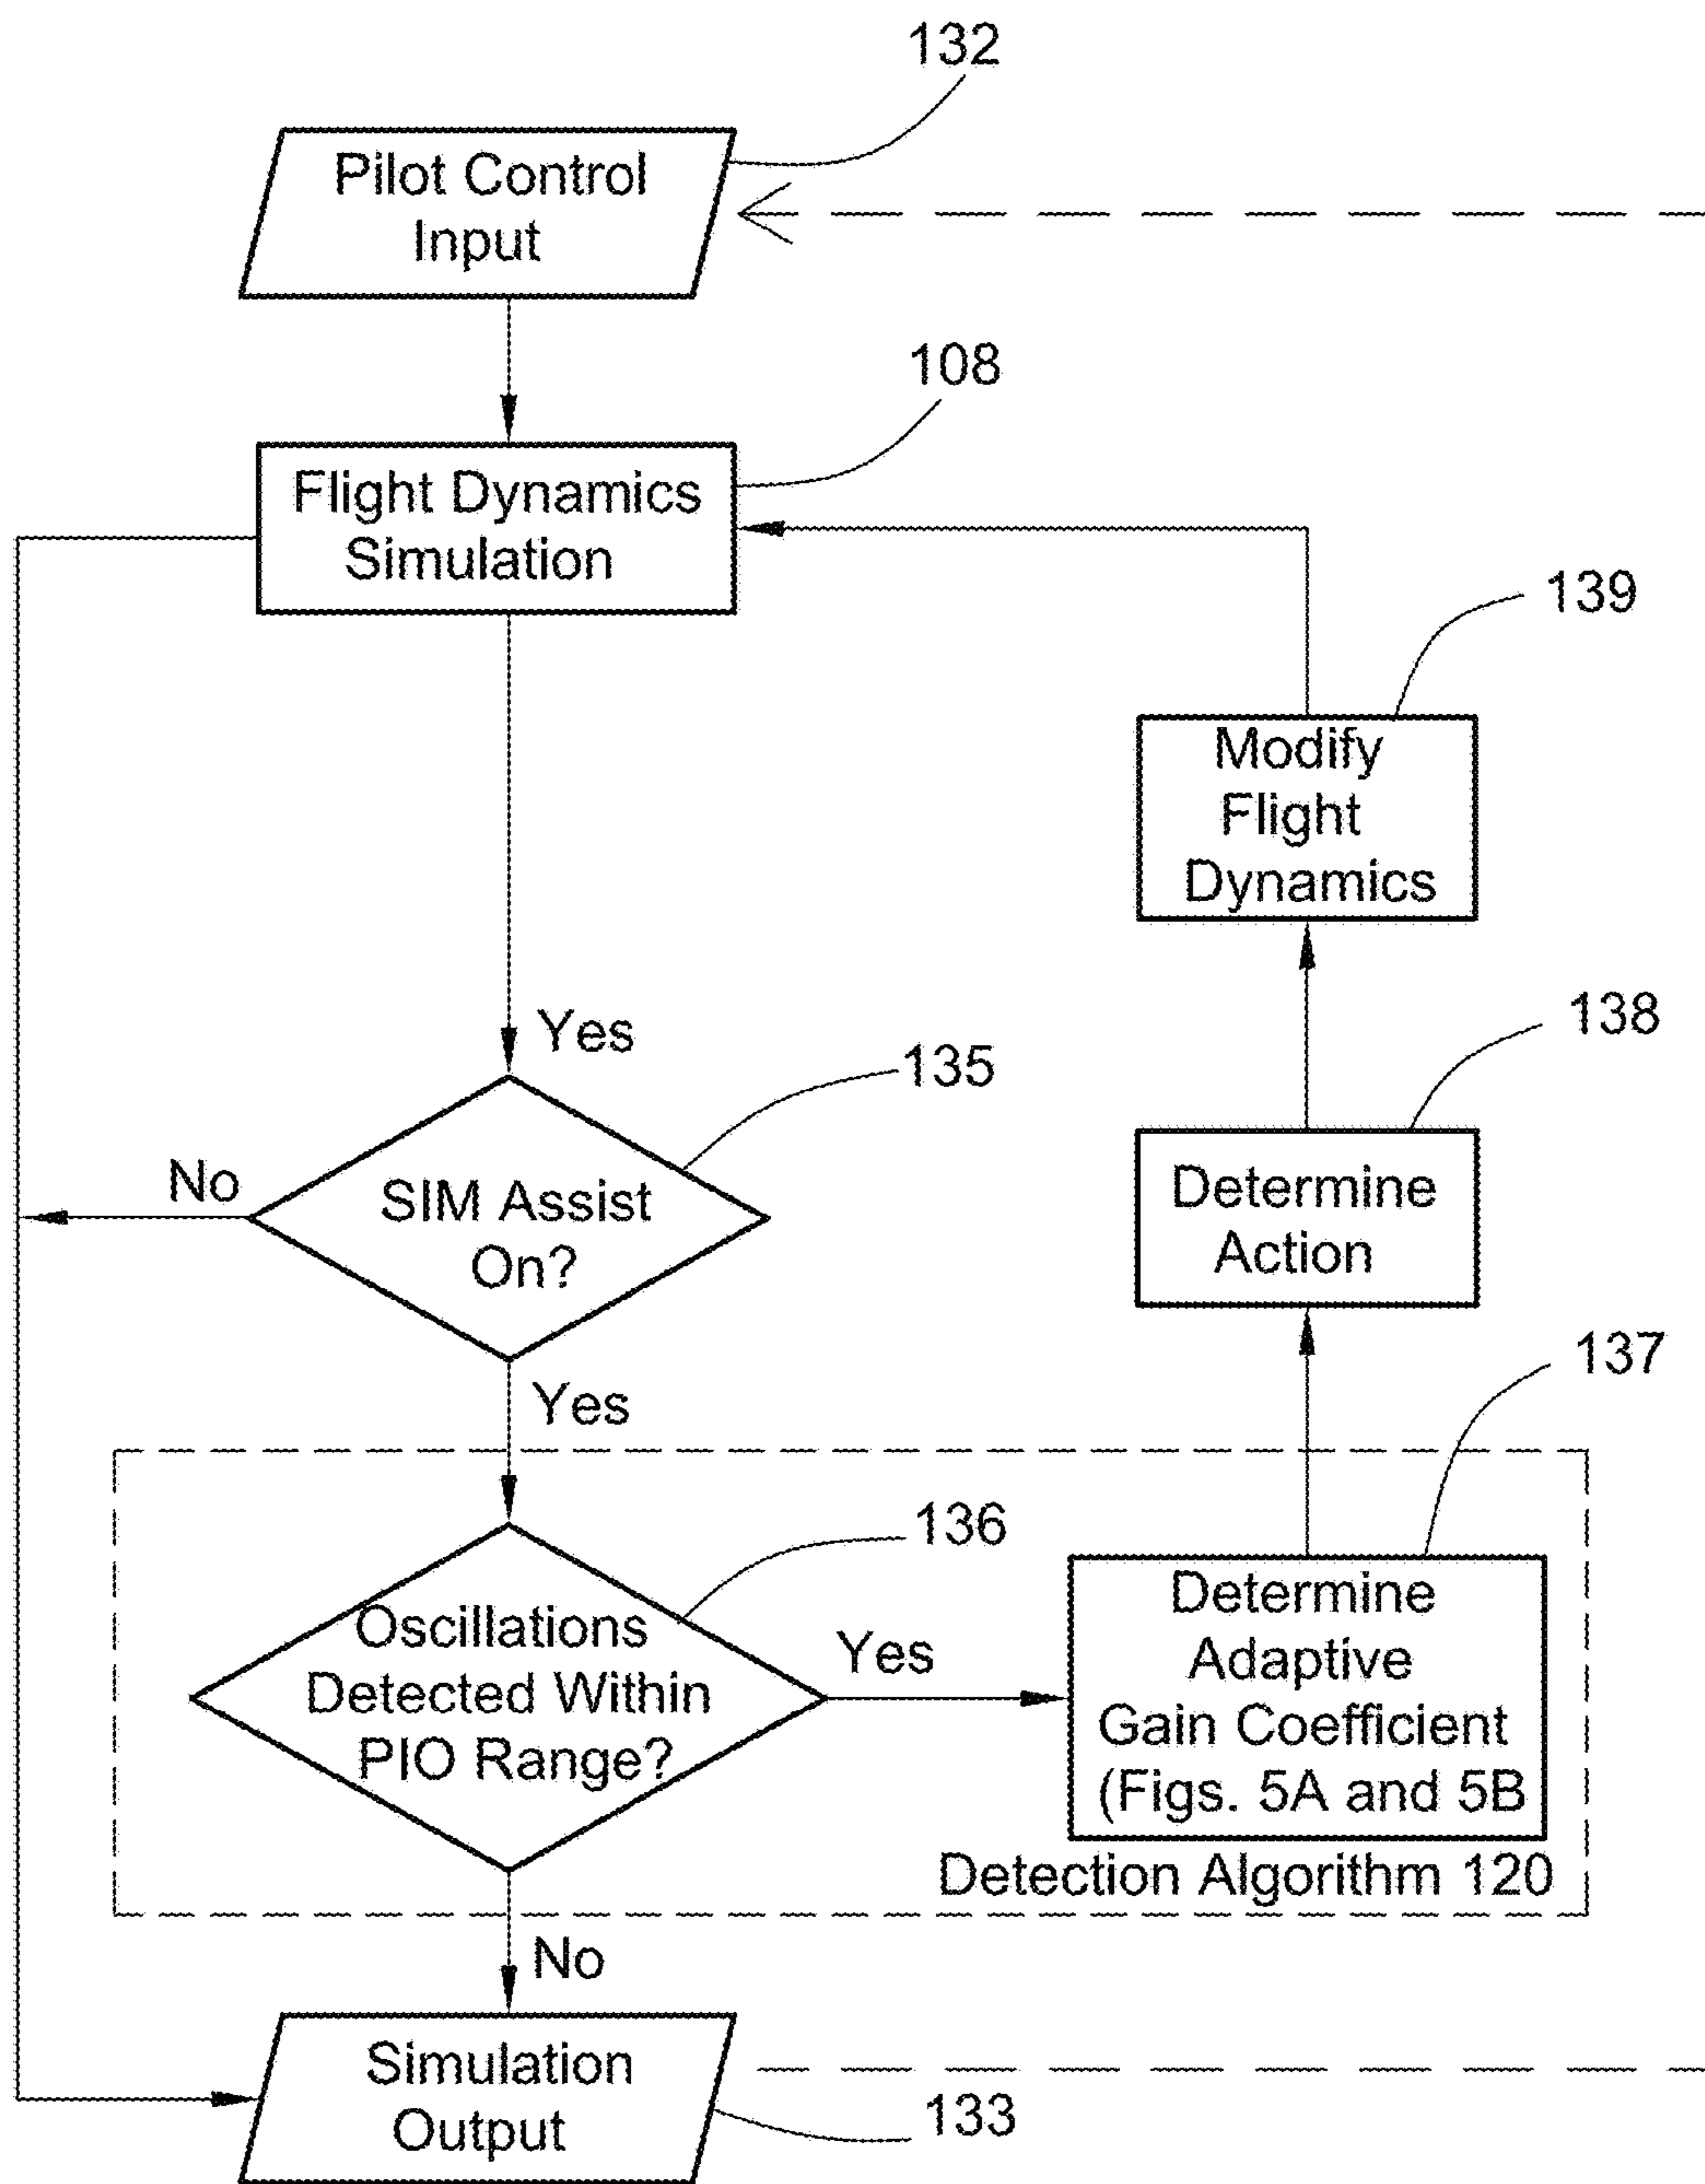 132
Pilot Control
Input
108
Flight Dynamics
Simulation
139
Modify
Flight
Dynamics
Yes
138
135
No
SIM Assist
On?
Determine
Action
137
Yes
136
Oscillations
Detected Within
PIO Range?
Yes
Determine
Adaptive
Gain Coefficient
(Figs. 5A and 5B
Detection Algorithm 120
No
Simulation
Output
133